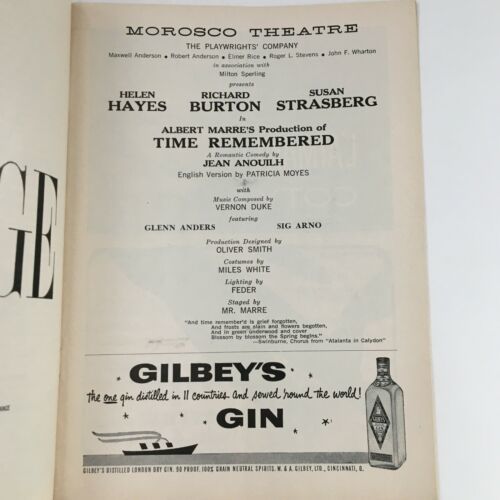 MOROSCO THEATRE
THE PLAYWRIGHTS' COMPANY
Maxwell Anderson • Robert Anderson • Elmer Rice • Roger L. Stevens • John F. Wharton
in association with
Milton Sperling
presents
HELEN RICHARD SUSAN
HAYES BURTON STRASBERG
In
ALBERT MARRE'S Production of
TIME REMEMBERED
A Romantic Comedy by
JEAN ANOUILH
English Version by PATRICIA MOYES
with
Music Composed by
VERNON DUKE
featuring
GLENN ANDERS SIG ARNO
Production Designed by
OLIVER SMITH
Costumes by
MILES WHITE
Lighting by
FEDER
Staged by
MR. MARRE
"And time remember'd is grief forgotten,
And frosts are slain and flowers begotten,
And in green underwood and cover
Blossom by blossom the Spring begins."
—Swinburne, Chorus from "Atalanta in Calydon"
GILBEY'S
the one gin distilled in 11 countries and served 'round the world!
GIN
GILBEY'S DISTILLED LONDON DRY GIN. 90 PROOF. 100% GRAIN NEUTRAL SPIRITS. W. & A. GILBEY, LTD., CINCINNATI, O.
GE